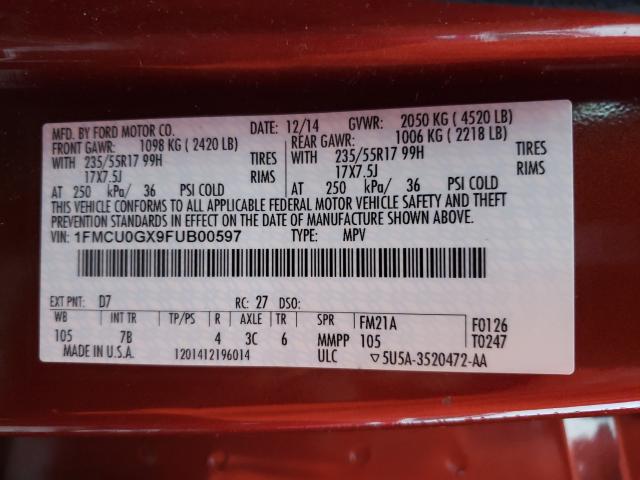 MFD. BY FORD MOTOR CO.
DATE: 12/14
GVWR: 2050 KG ( 4520 LB)
FRONT GAWR: 1098 KG ( 2420 LB)
REAR GAWR: 1006 KG ( 2218 LB)
WITH 235/55R17 99H TIRES
WITH 235/55R17 99H TIRES
17X7.5J RIMS
17X7.5J RIMS
AT 250 kPa/ 36 PSI COLD
AT 250 kPa/ 36 PSI COLD
THIS VEHICLE CONFORMS TO ALL APPLICABLE FEDERAL MOTOR VEHICLE SAFETY AND THEFT
PREVENTION STANDARDS IN EFFECT ON THE DATE OF MANUFACTURE SHOWN ABOVE.
VIN: 1FMCU0GX9FUB00597 TYPE: MPV
EXT PNT: D7 RC: 27 DSO:
WB INT TR TP/PS R AXLE TR SPR FM21A F0126
105 7B 4 3C 6 MMPP 105 T0247
MADE IN U.S.A. 1201412196014 ULC ▽5U5A-3520472-AA